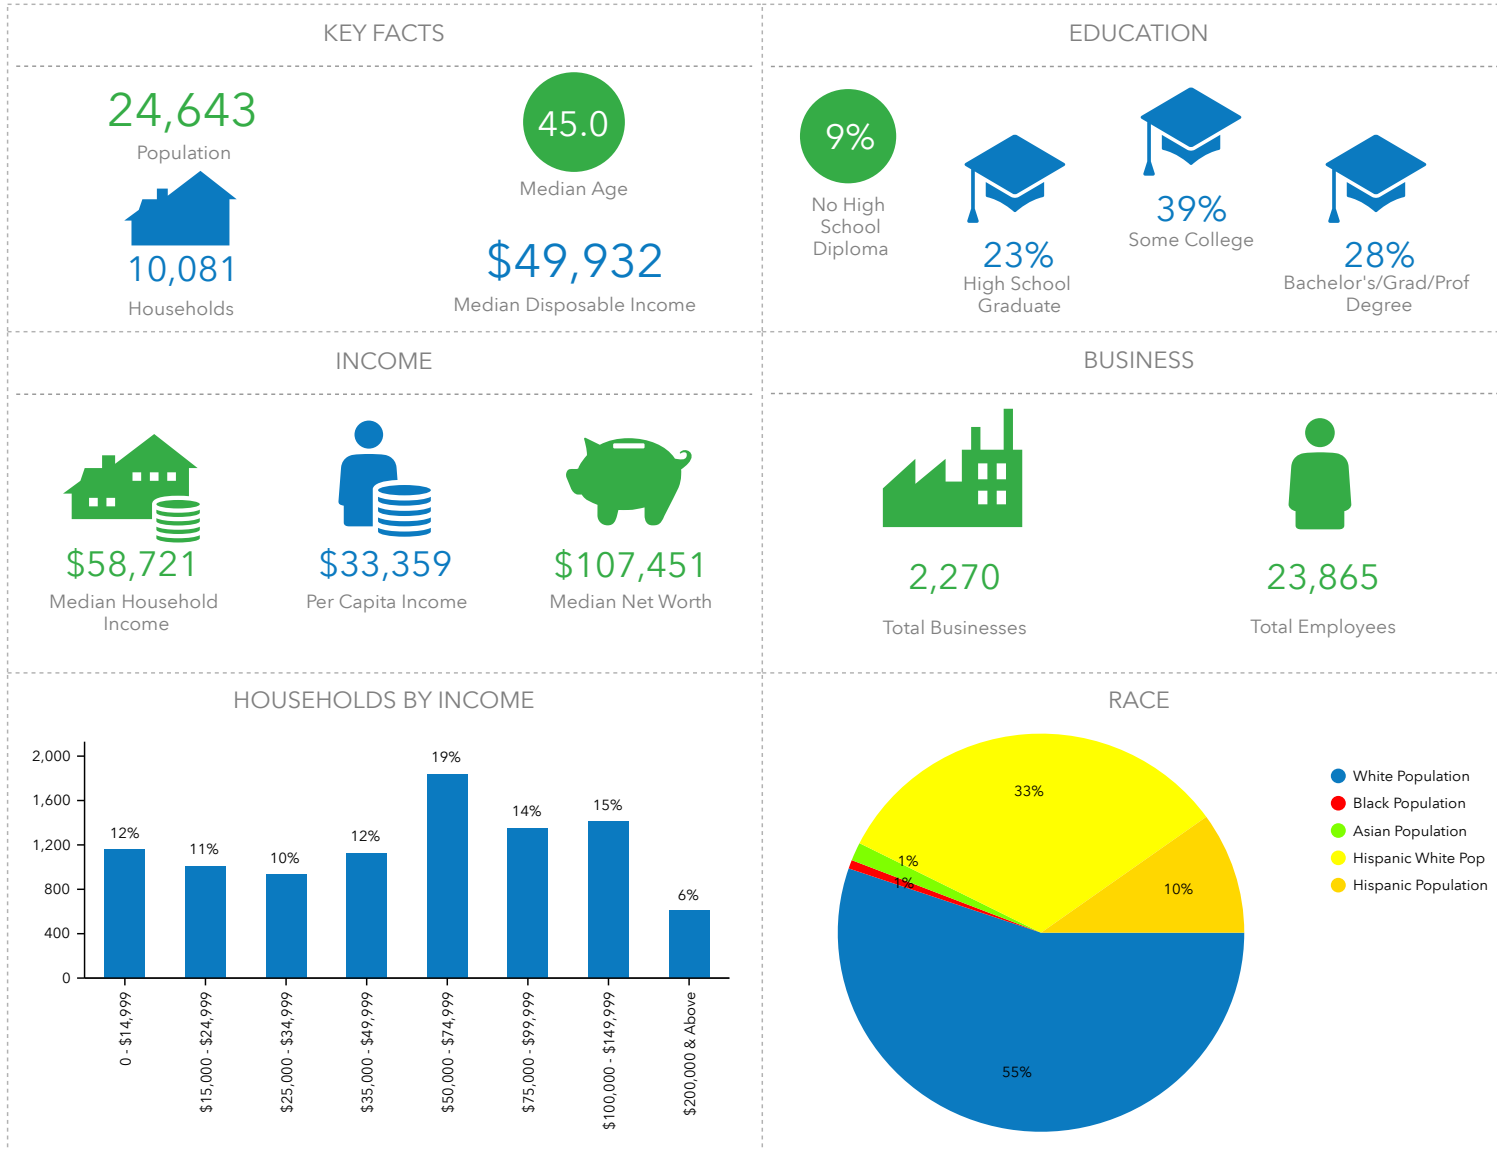 KEY FACTS
24,643
Population
10,081
Households
45.0
Median Age
$49,932
Median Disposable Income
EDUCATION
9%
No High
School
Diploma
23%
High School
Graduate
39%
Some College
28%
Bachelor's/Grad/Prof
Degree
INCOME
$58,721
Median Household
Income
$33,359
Per Capita Income
$107,451
Median Net Worth
BUSINESS
2,270
Total Businesses
23,865
Total Employees
HOUSEHOLDS BY INCOME
2,000
1,600
1,200
800
400
0
12%
11%
10%
12%
19%
14%
15%
6%
0 - $14,999
$15,000 - $24,999
$25,000 - $34,999
$35,000 - $49,999
$50,000 - $74,999
$75,000 - $99,999
$100,000 - $149,999
$200,000 & Above
RACE
33%
1%
1%
10%
55%
White Population
Black Population
Asian Population
Hispanic White Pop
Hispanic Population